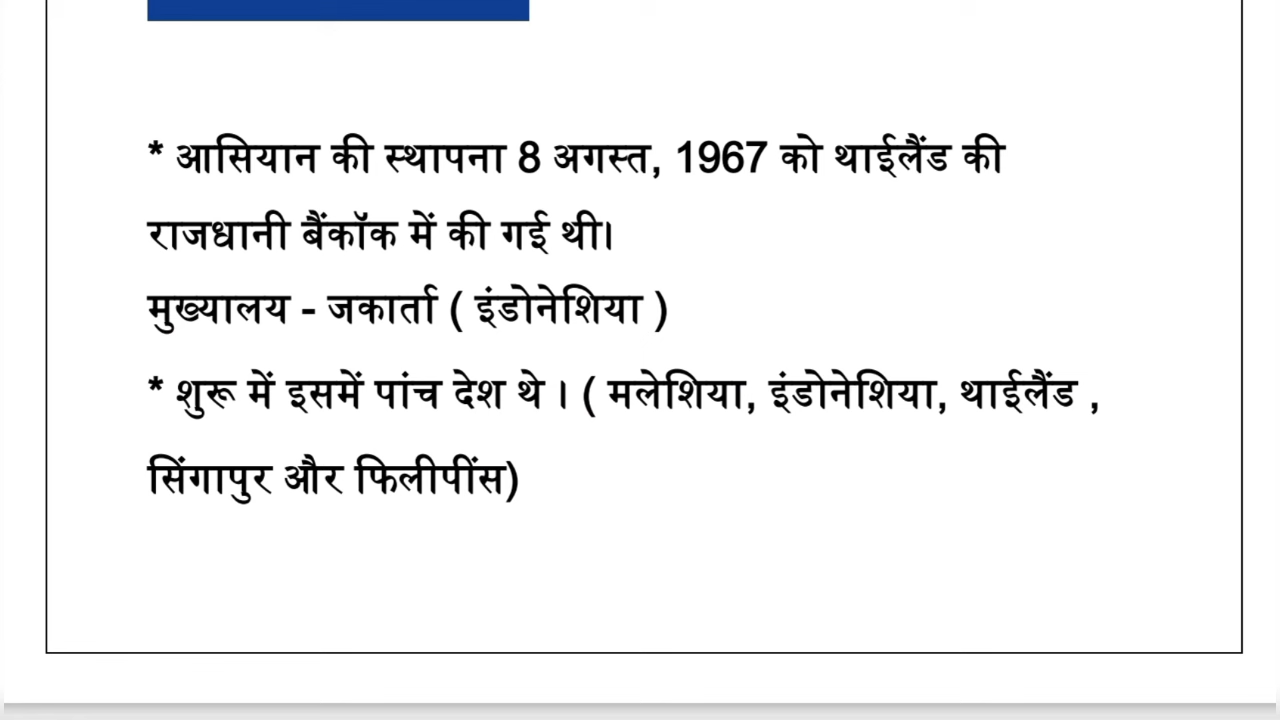 * आसियान की स्थापना 8 अगस्त, 1967 को थाईलैंड की
राजधानी बैंकॉक में की गई थी।
मुख्यालय - जकार्ता ( इंडोनेशिया )
* शुरू में इसमें पांच देश थे । ( मलेशिया, इंडोनेशिया, थाईलैंड ,
सिंगापुर और फिलीपींस)